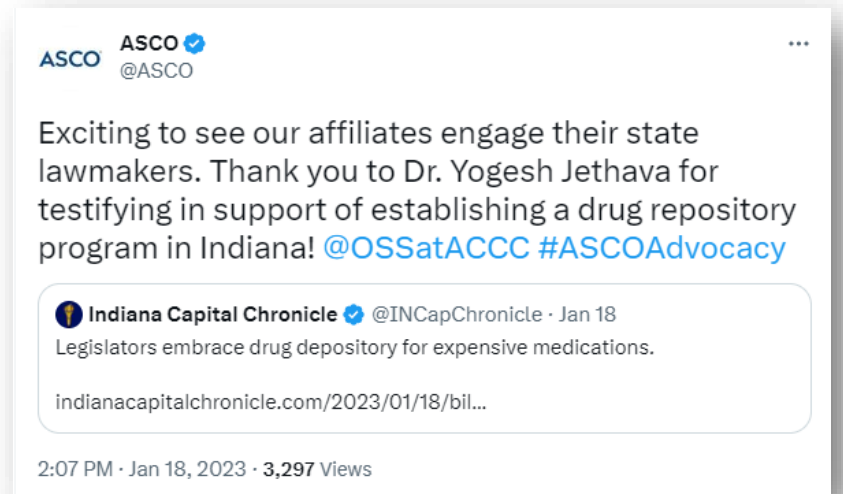 ASCO
ASCO
@ASCO
Exciting to see our affiliates engage their state
lawmakers. Thank you to Dr. Yogesh Jethava for
testifying in support of establishing a drug repository
program in Indiana! @OSSatACCC #ASCOAdvocacy
Indiana Capital Chronicle @INCapChronicle · Jan 18
Legislators embrace drug depository for expensive medications.
indianacapitalchronicle.com/2023/01/18/bil...
2:07 PM · Jan 18, 2023 · 3,297 Views